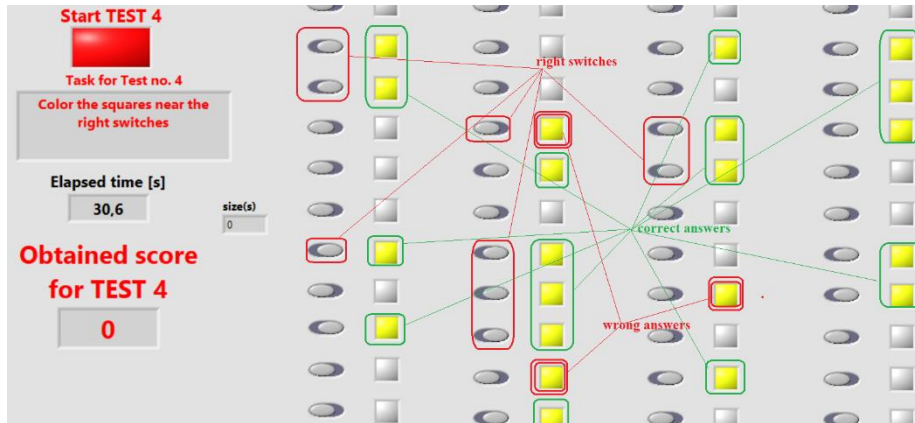 Start TEST 4
Task for Test no. 4
Color the squares near the
right switches
Elapsed time [s]
30,6
size(s)
0
Obtained score
for TEST 4
0
right switches
correct answers
wrong answers